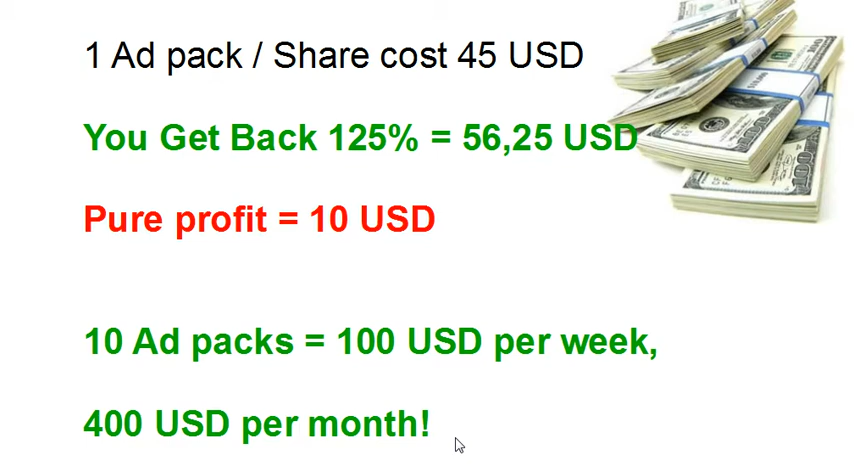 1 Ad pack / Share cost 45 USD
You Get Back 125% = 56,25 USD
Pure profit = 10 USD
10 Ad packs = 100 USD per week,
400 USD per month!